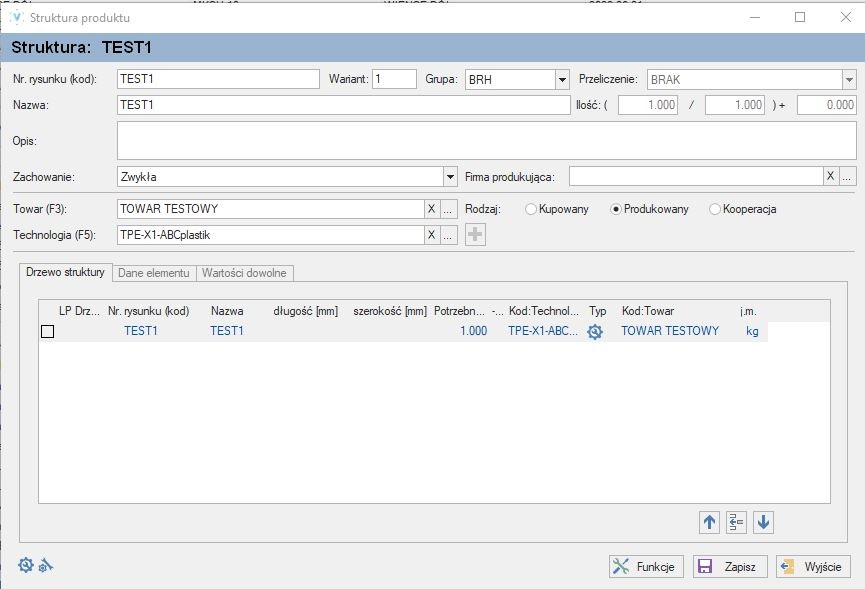 Struktura produktu
Struktura: TEST1
Nr. rysunku (kod): TEST1 Wariant: 1 Grupa: BRH Przeliczenie: BRAK
Nazwa: TEST1 Ilość: ( 1.000 / 1.000 ) + 0.000
Opis:
Zachowanie: Zwykła Firma produkująca: X ...
Towar (F3): TOWAR TESTOWY X ... Rodzaj: Kupowany Produkowany Kooperacja
Technologia (F5): TPE-X1-ABCplastik X ...
Drzewo struktury Dane elementu Wartości dowolne
LP Drz... Nr. rysunku (kod) Nazwa długość [mm] szerokość [mm] Potrzebn... -... Kod:Technol... Typ Kod:Towar j.m.
TEST1 TEST1 1.000 TPE-X1-ABC... TOWAR TESTOWY kg
Funkcje Zapisz Wyjście